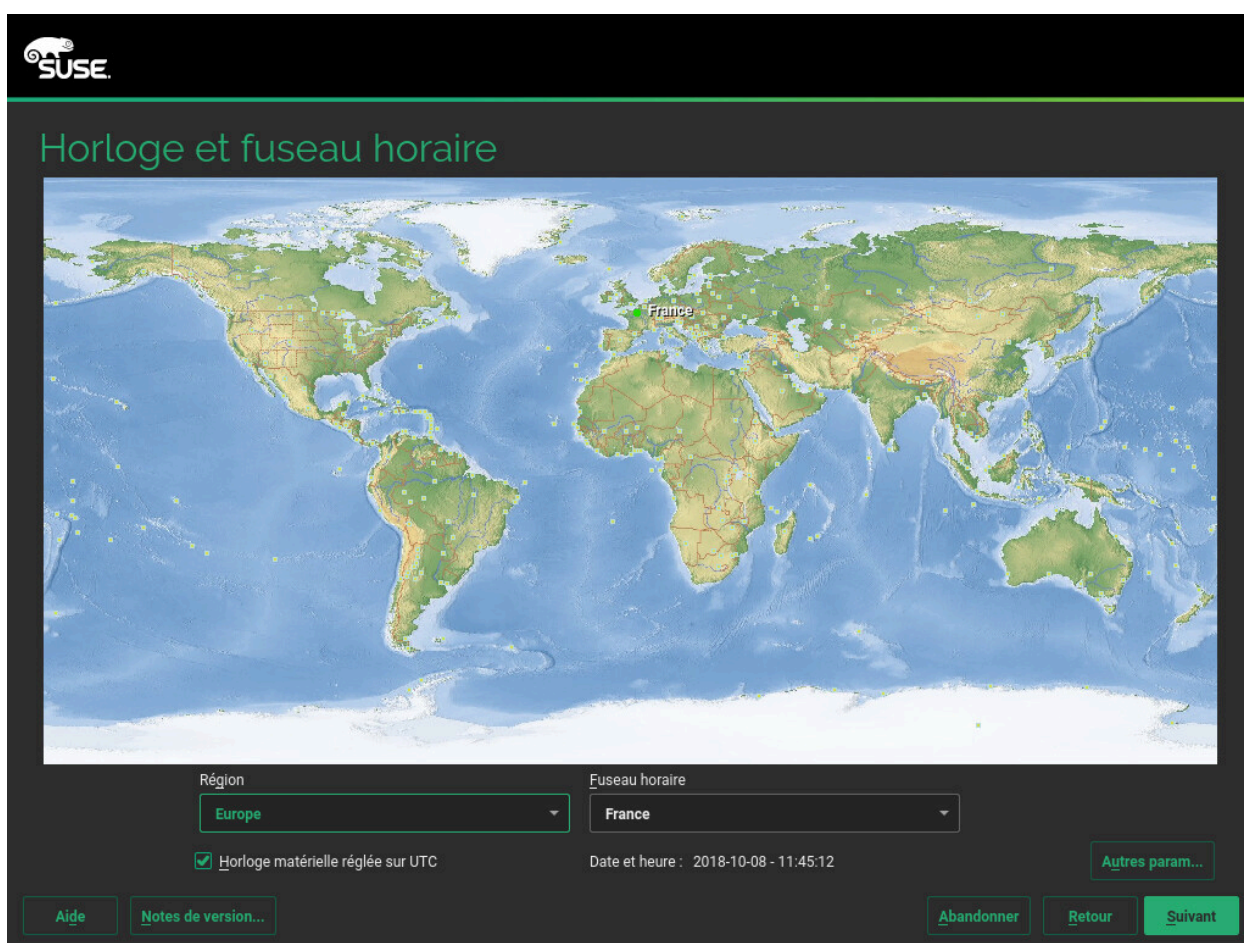 SUSE.
Horloge et fuseau horaire
France
Région
Fuseau horaire
Europe
France
Horloge matérielle réglée sur UTC
Date et heure : 2018-10-08 - 11:45:12
Autres param...
Aide
Notes de version...
Abandonner
Retour
Suivant